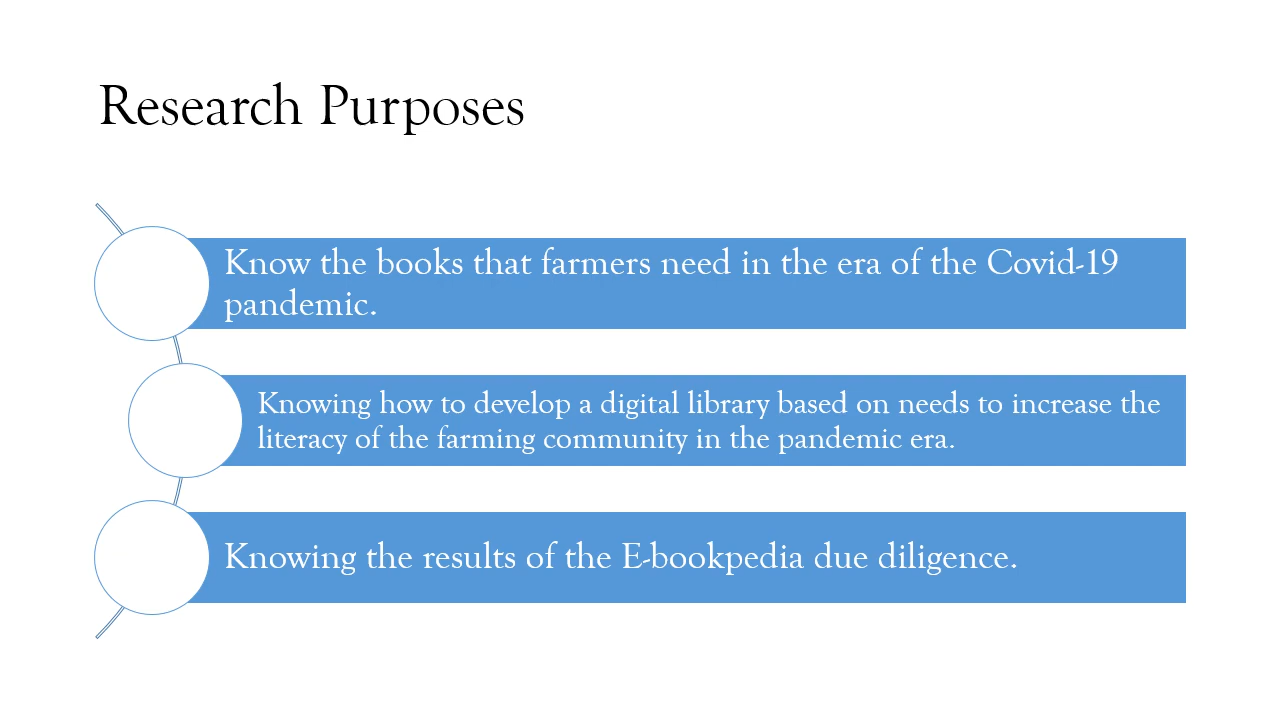 Research Purposes
Know the books that farmers need in the era of the Covid-19
pandemic.
Knowing how to develop a digital library based on needs to increase the
literacy of the farming community in the pandemic era.
Knowing the results of the E-bookpedia due diligence.